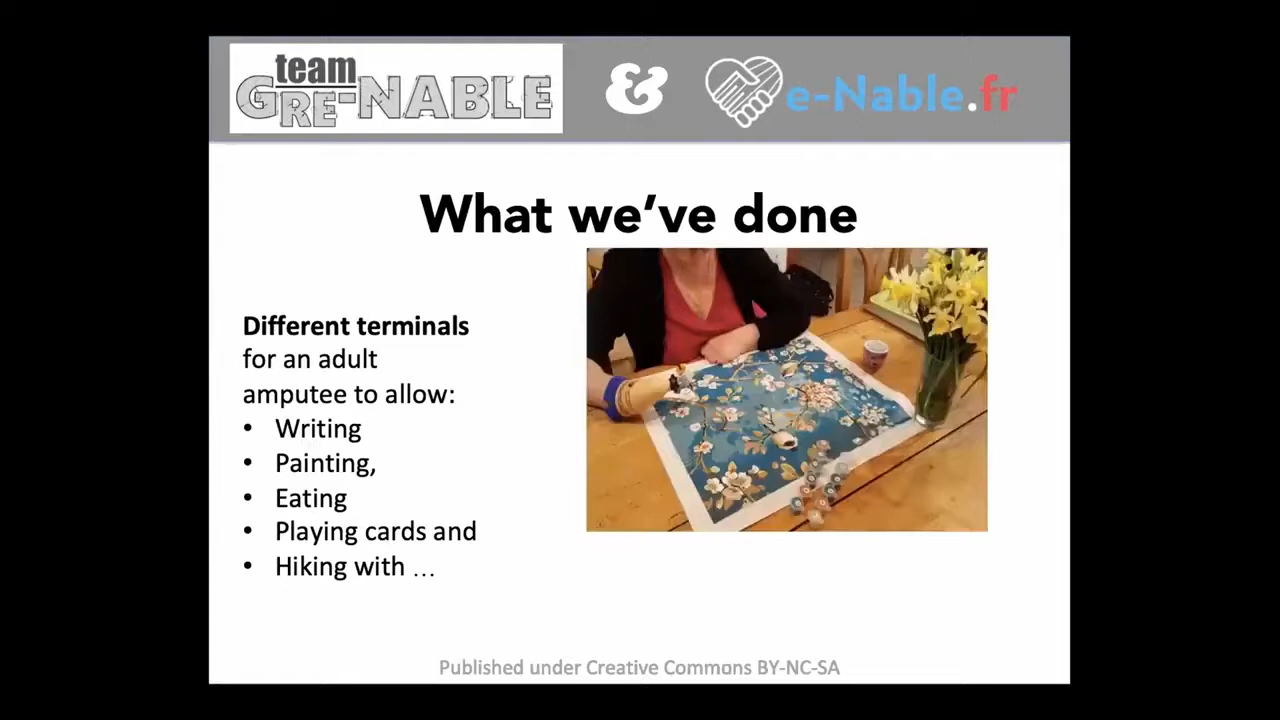 team
GRE-NABLE
&
e-Nable.fr
What we've done
Different terminals
for an adult
amputee to allow:
• Writing
• Painting,
• Eating
• Playing cards and
• Hiking with …
Published under Creative Commons BY-NC-SA